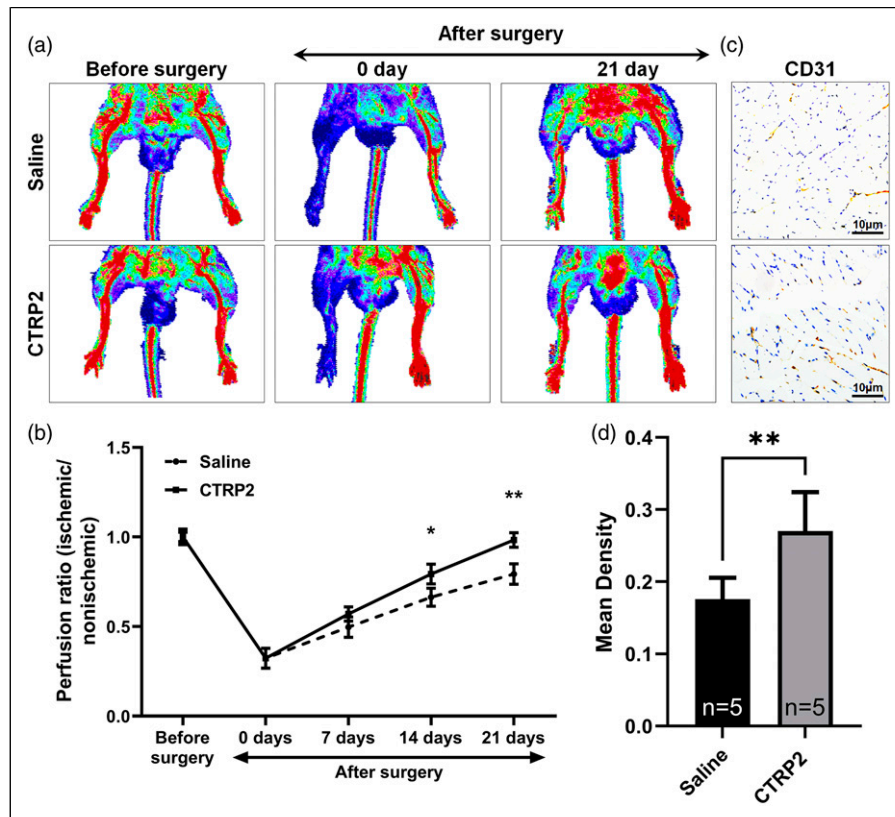 (a)
After surgery
(c)
Before surgery
0 day
21 day
CD31
Saline
10μm
CTRP2
10μm
(b)
1.5
Saline
CTRP2
*
**
1.0
0.5
0.0
Perfusion ratio (ischemic/
nonischemic)
Before
surgery
0 days
7 days
14 days
21 days
After surgery
(d)
0.4
**
0.3
0.2
0.1
0.0
Mean Density
n=5
n=5
Saline
CTRP2